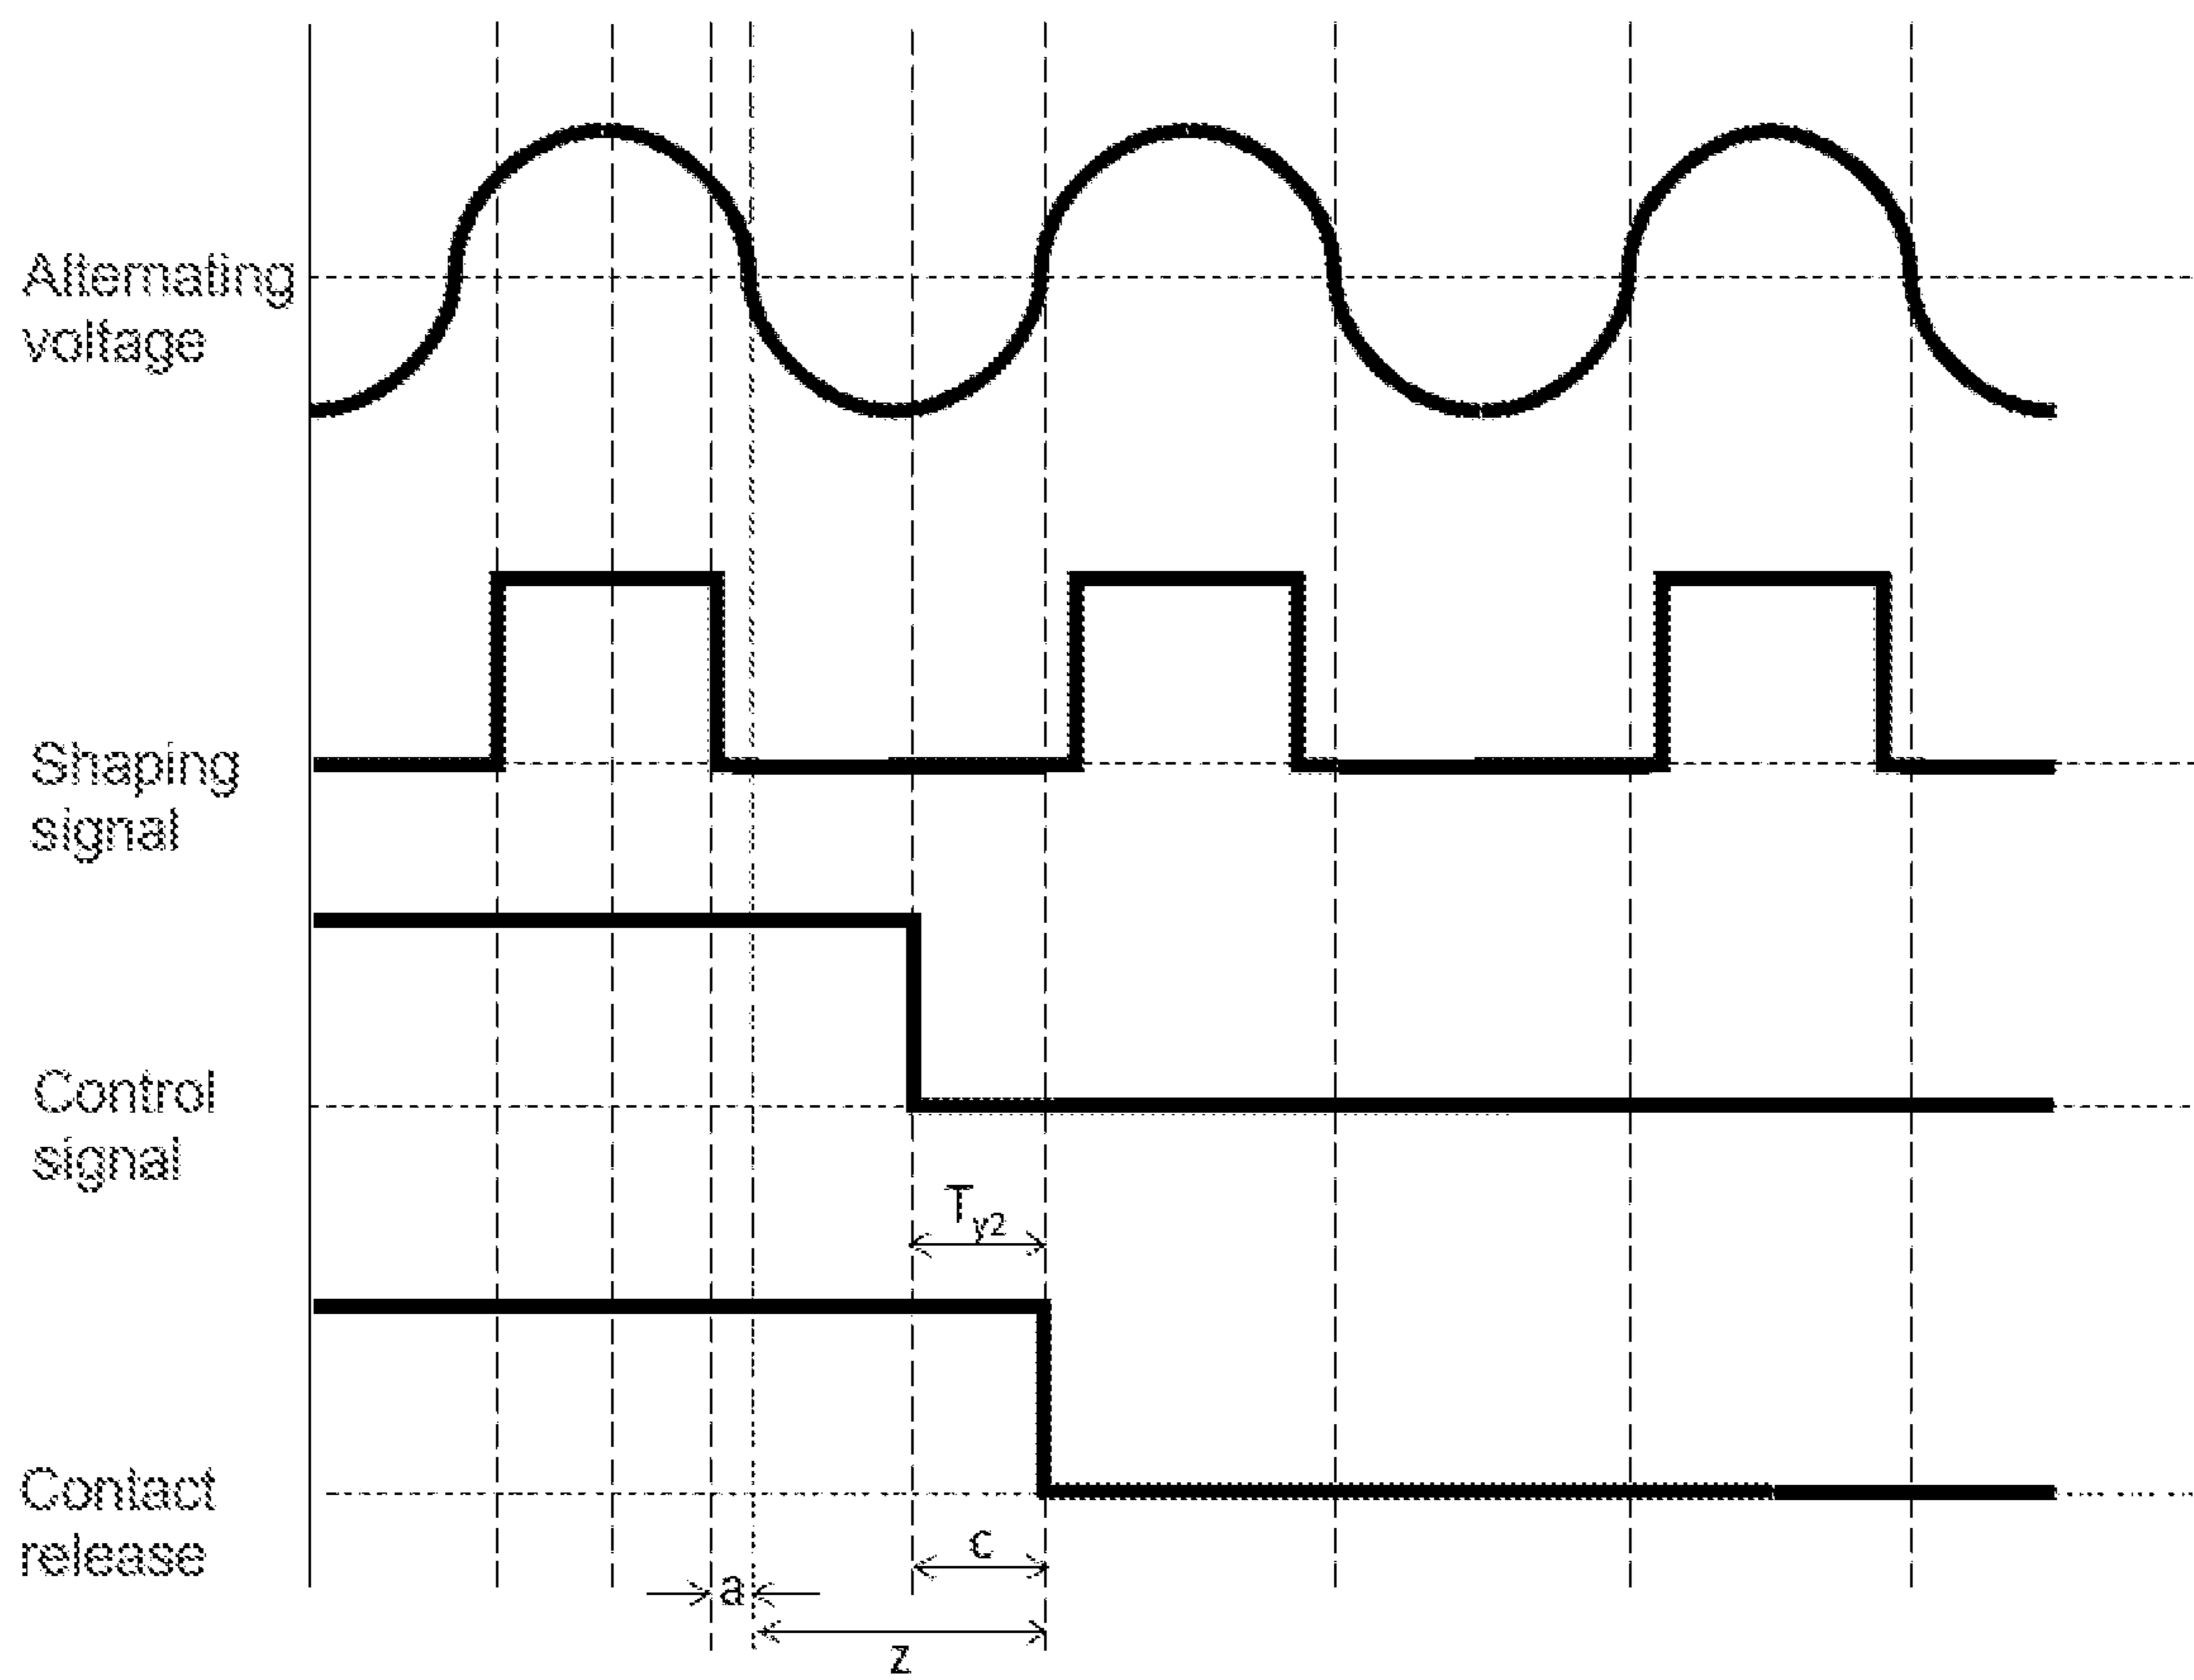 Alternating
voltage
Shaping
signal
Control
signal
Ty2
Contact
release
c
a
z